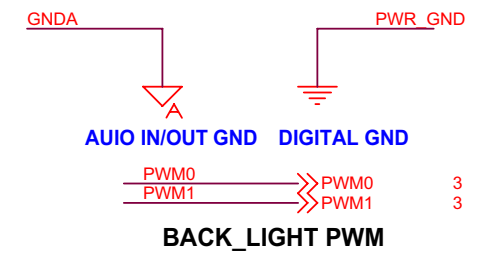 GNDA PWR_GND
A
AUIO IN/OUT GND DIGITAL GND
PWM0 PWM0 3
PWM1 PWM1 3
BACK_LIGHT PWM